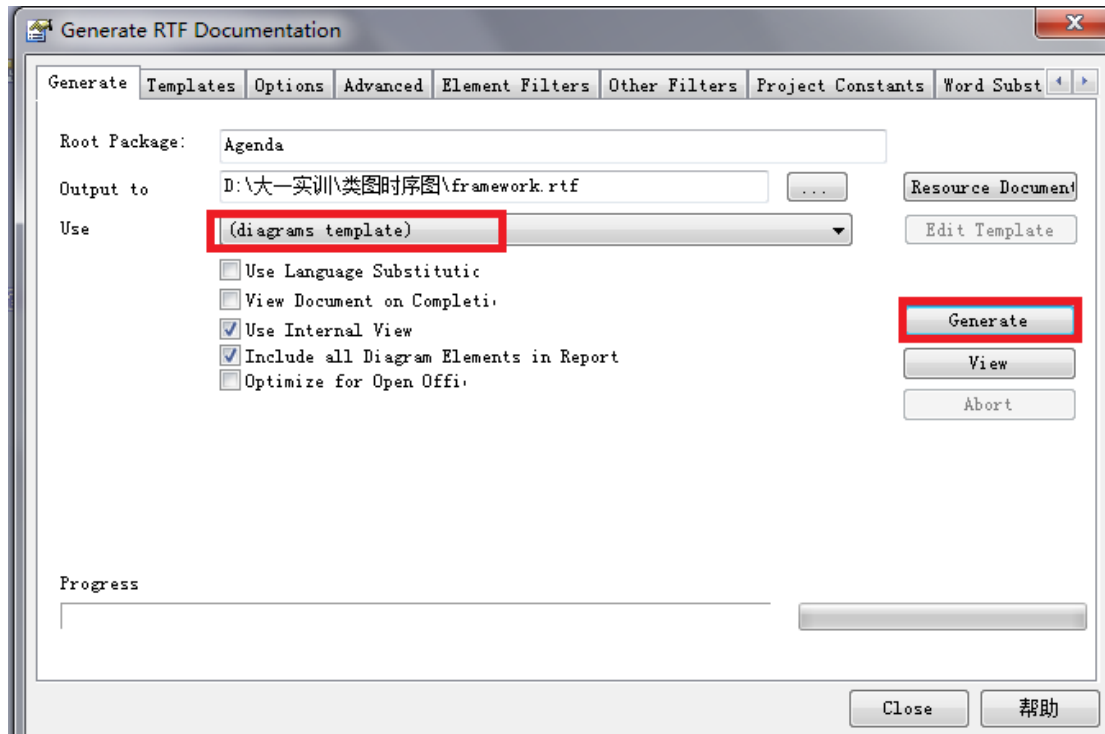 Generate RTF Documentation
Generate Templates Options Advanced Element Filters Other Filters Project Constants Word Subst
Root Package: Agenda
Output to D:\大一实训\类图时序图\framework.rtf ... Resource Document
Use (diagrams template) Edit Template
Use Language Substitutic
View Document on Completi
Use Internal View
Generate
Include all Diagram Elements in Report
View
Optimize for Open Offi
Abort
Progress
Close 帮助